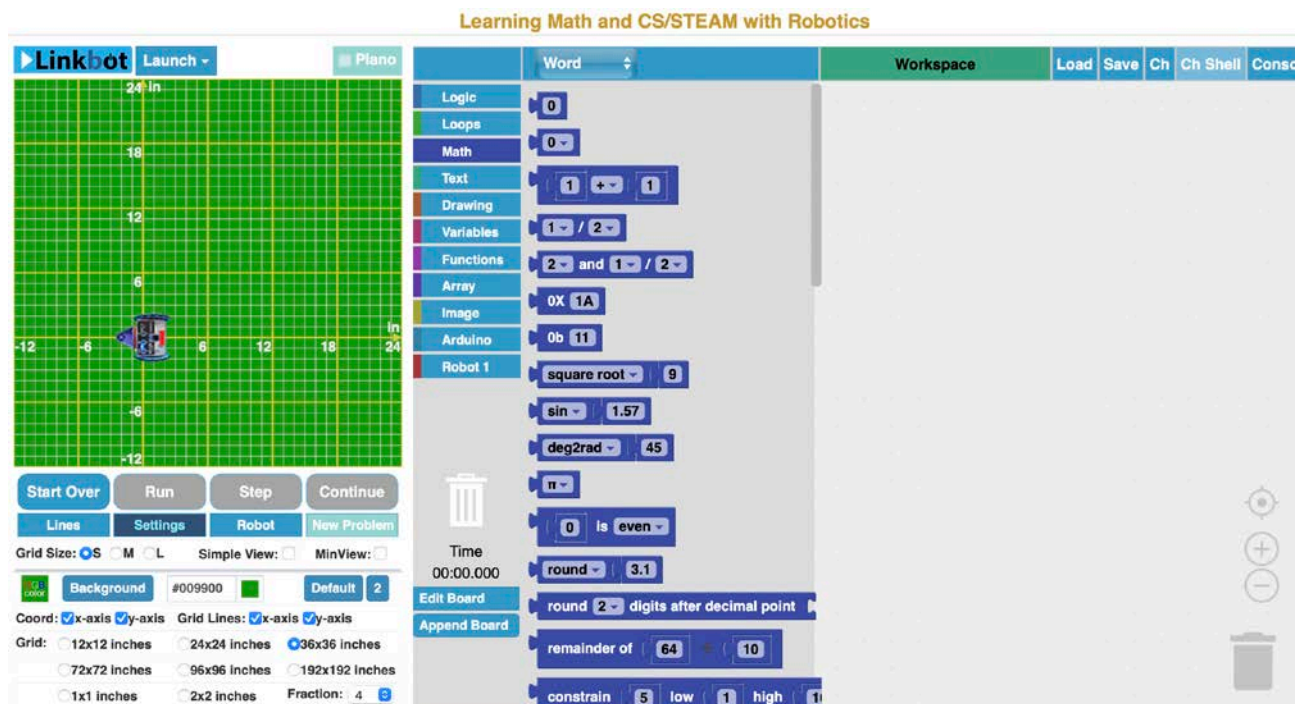 Learning Math and CS/STEAM with Robotics
Linkbot Launch Plano
Word
Workspace Load Save Ch Ch Shell Conso
24 in
18
12
6
in
-12 -6 6 12 18 24
-6
-12
Start Over Run Step Continue
Lines Settings Robot New Problem
Grid Size: S M L Simple View: MinView:
RGB color Background #009900 Default 2
Coord: x-axis y-axis Grid Lines: x-axis y-axis
Grid: 12x12 inches 24x24 inches 36x36 inches
72x72 inches 96x96 inches 192x192 inches
1x1 inches 2x2 inches Fraction: 4
Logic
Loops
Math
Text
Drawing
Variables
Functions
Array
Image
Arduino
Robot 1
Time
00:00.000
Edit Board
Append Board
0
0
1 + 1
1 / 2
2 and 1 / 2
0X 1A
0b 11
square root 9
sin 1.57
deg2rad 45
π
0 is even
round 3.1
round 2 digits after decimal point
remainder of 64 ÷ 10
constrain 5 low 1 high